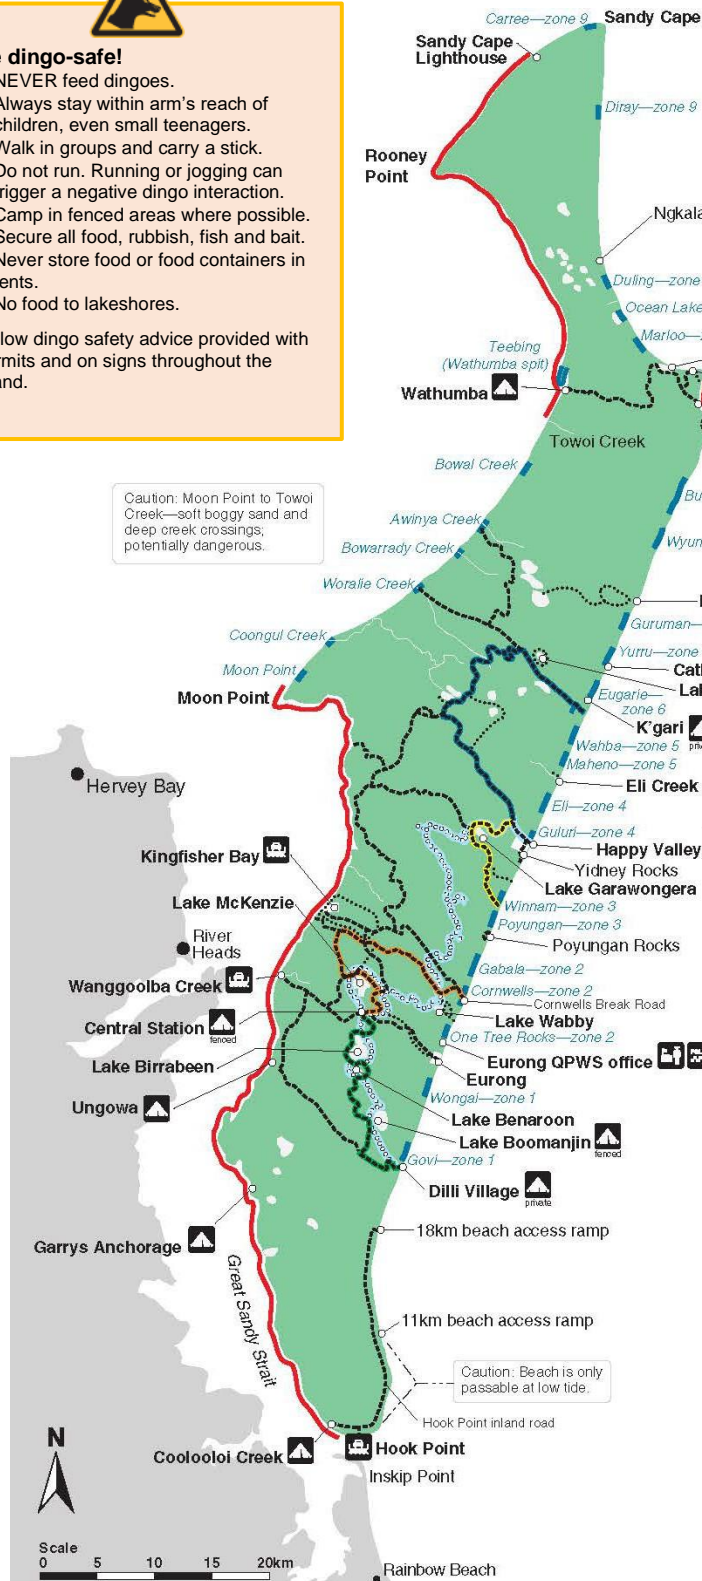 dingo-safe!
NEVER feed dingoes.
Always stay within arm's reach of
children, even small teenagers.
Walk in groups and carry a stick.
Do not run. Running or jogging can
trigger a negative dingo interaction.
Camp in fenced areas where possible.
Secure all food, rubbish, fish and bait.
Never store food or food containers in
No food to lakeshores.
dingo safety advice provided with
and on signs throughout the
Carree—zone 9
Sandy Cape
Sandy Cape
Lighthouse
Diray—zone 9
Rooney
Point
Duling—zone
Ocean Lake
Marloo—
Teebing
(Wathumba spit)
Wathumba
Towoi Creek
Bowal Creek
Caution: Moon Point to Towoi
Creek—soft boggy sand and
deep creek crossings;
potentially dangerous.
Awinya Creek
Bowarrady Creek
Woralie Creek
Guruman—
Coongul Creek
Yurru—zone
Moon Point
Moon Point
Eugarie—
zone 6
K'gari
Wahba—zone 5
Maheno—zone 5
Hervey Bay
Eli Creek
Eli—zone 4
Guluri—zone 4
Happy Valley
Kingfisher Bay
Yidney Rocks
Lake Garawongera
Lake McKenzie
Winnam—zone 3
Poyungan—zone 3
River
Heads
Poyungan Rocks
Gabala—zone 2
Wanggoolba Creek
Cornwells—zone 2
Cornwells Break Road
Central Station
fenced
Lake Wabby
One Tree Rocks—zone 2
Lake Birrabeen
Eurong QPWS office
Eurong
Ungowa
Wongai—zone 1
Lake Benaroon
Lake Boomanjin
fenced
Govi—zone 1
Dilli Village
private
18km beach access ramp
Garrys Anchorage
Great Sandy Strait
11km beach access ramp
Caution: Beach is only
passable at low tide.
Hook Point inland road
N
Coolooloi Creek
Hook Point
Inskip Point
Scale
0 5 10 15 20km
Rainbow Beach